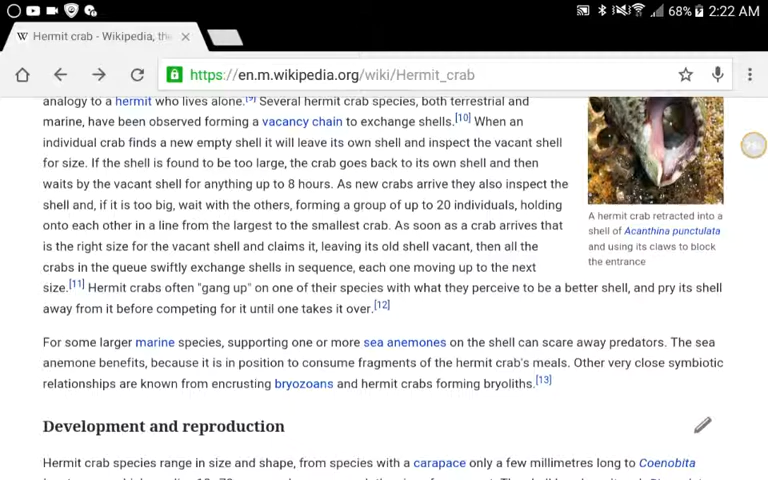 68% 2:22 AM
W Hermit crab - Wikipedia, the
https://en.m.wikipedia.org/wiki/Hermit_crab
analogy to a hermit who lives alone.[9] Several hermit crab species, both terrestrial and
marine, have been observed forming a vacancy chain to exchange shells.[10] When an
individual crab finds a new empty shell it will leave its own shell and inspect the vacant shell
for size. If the shell is found to be too large, the crab goes back to its own shell and then
waits by the vacant shell for anything up to 8 hours. As new crabs arrive they also inspect the
shell and, if it is too big, wait with the others, forming a group of up to 20 individuals, holding
onto each other in a line from the largest to the smallest crab. As soon as a crab arrives that
is the right size for the vacant shell and claims it, leaving its old shell vacant, then all the
crabs in the queue swiftly exchange shells in sequence, each one moving up to the next
size.[11] Hermit crabs often "gang up" on one of their species with what they perceive to be a better shell, and pry its shell
away from it before competing for it until one takes it over.[12]
A hermit crab retracted into a
shell of Acanthina punctulata
and using its claws to block
the entrance
For some larger marine species, supporting one or more sea anemones on the shell can scare away predators. The sea
anemone benefits, because it is in position to consume fragments of the hermit crab's meals. Other very close symbiotic
relationships are known from encrusting bryozoans and hermit crabs forming bryoliths.[13]
Development and reproduction
Hermit crab species range in size and shape, from species with a carapace only a few millimetres long to Coenobita